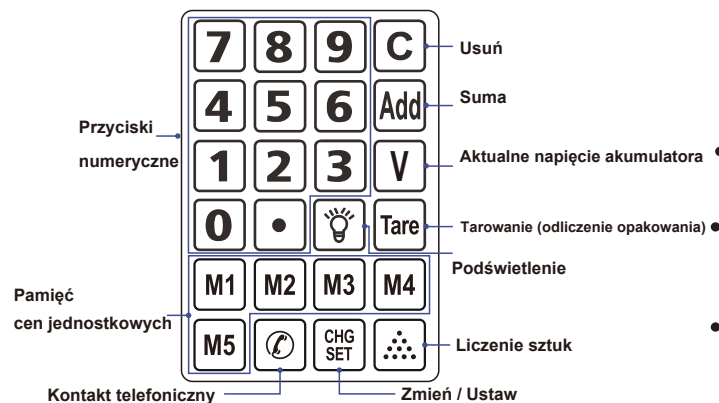 7 8 9 C
Usuń
4 5 6 Add
Suma
Przyciski
numeryczne
1 2 3 V
Aktualne napięcie akumulatora
0 • Tare
Tarowanie (odliczenie opakowania)
Podświetlenie
M1 M2 M3 M4
Pamięć
cen jednostkowych
M5 CHG
SET
Liczenie sztuk
Kontakt telefoniczny
Zmień / Ustaw